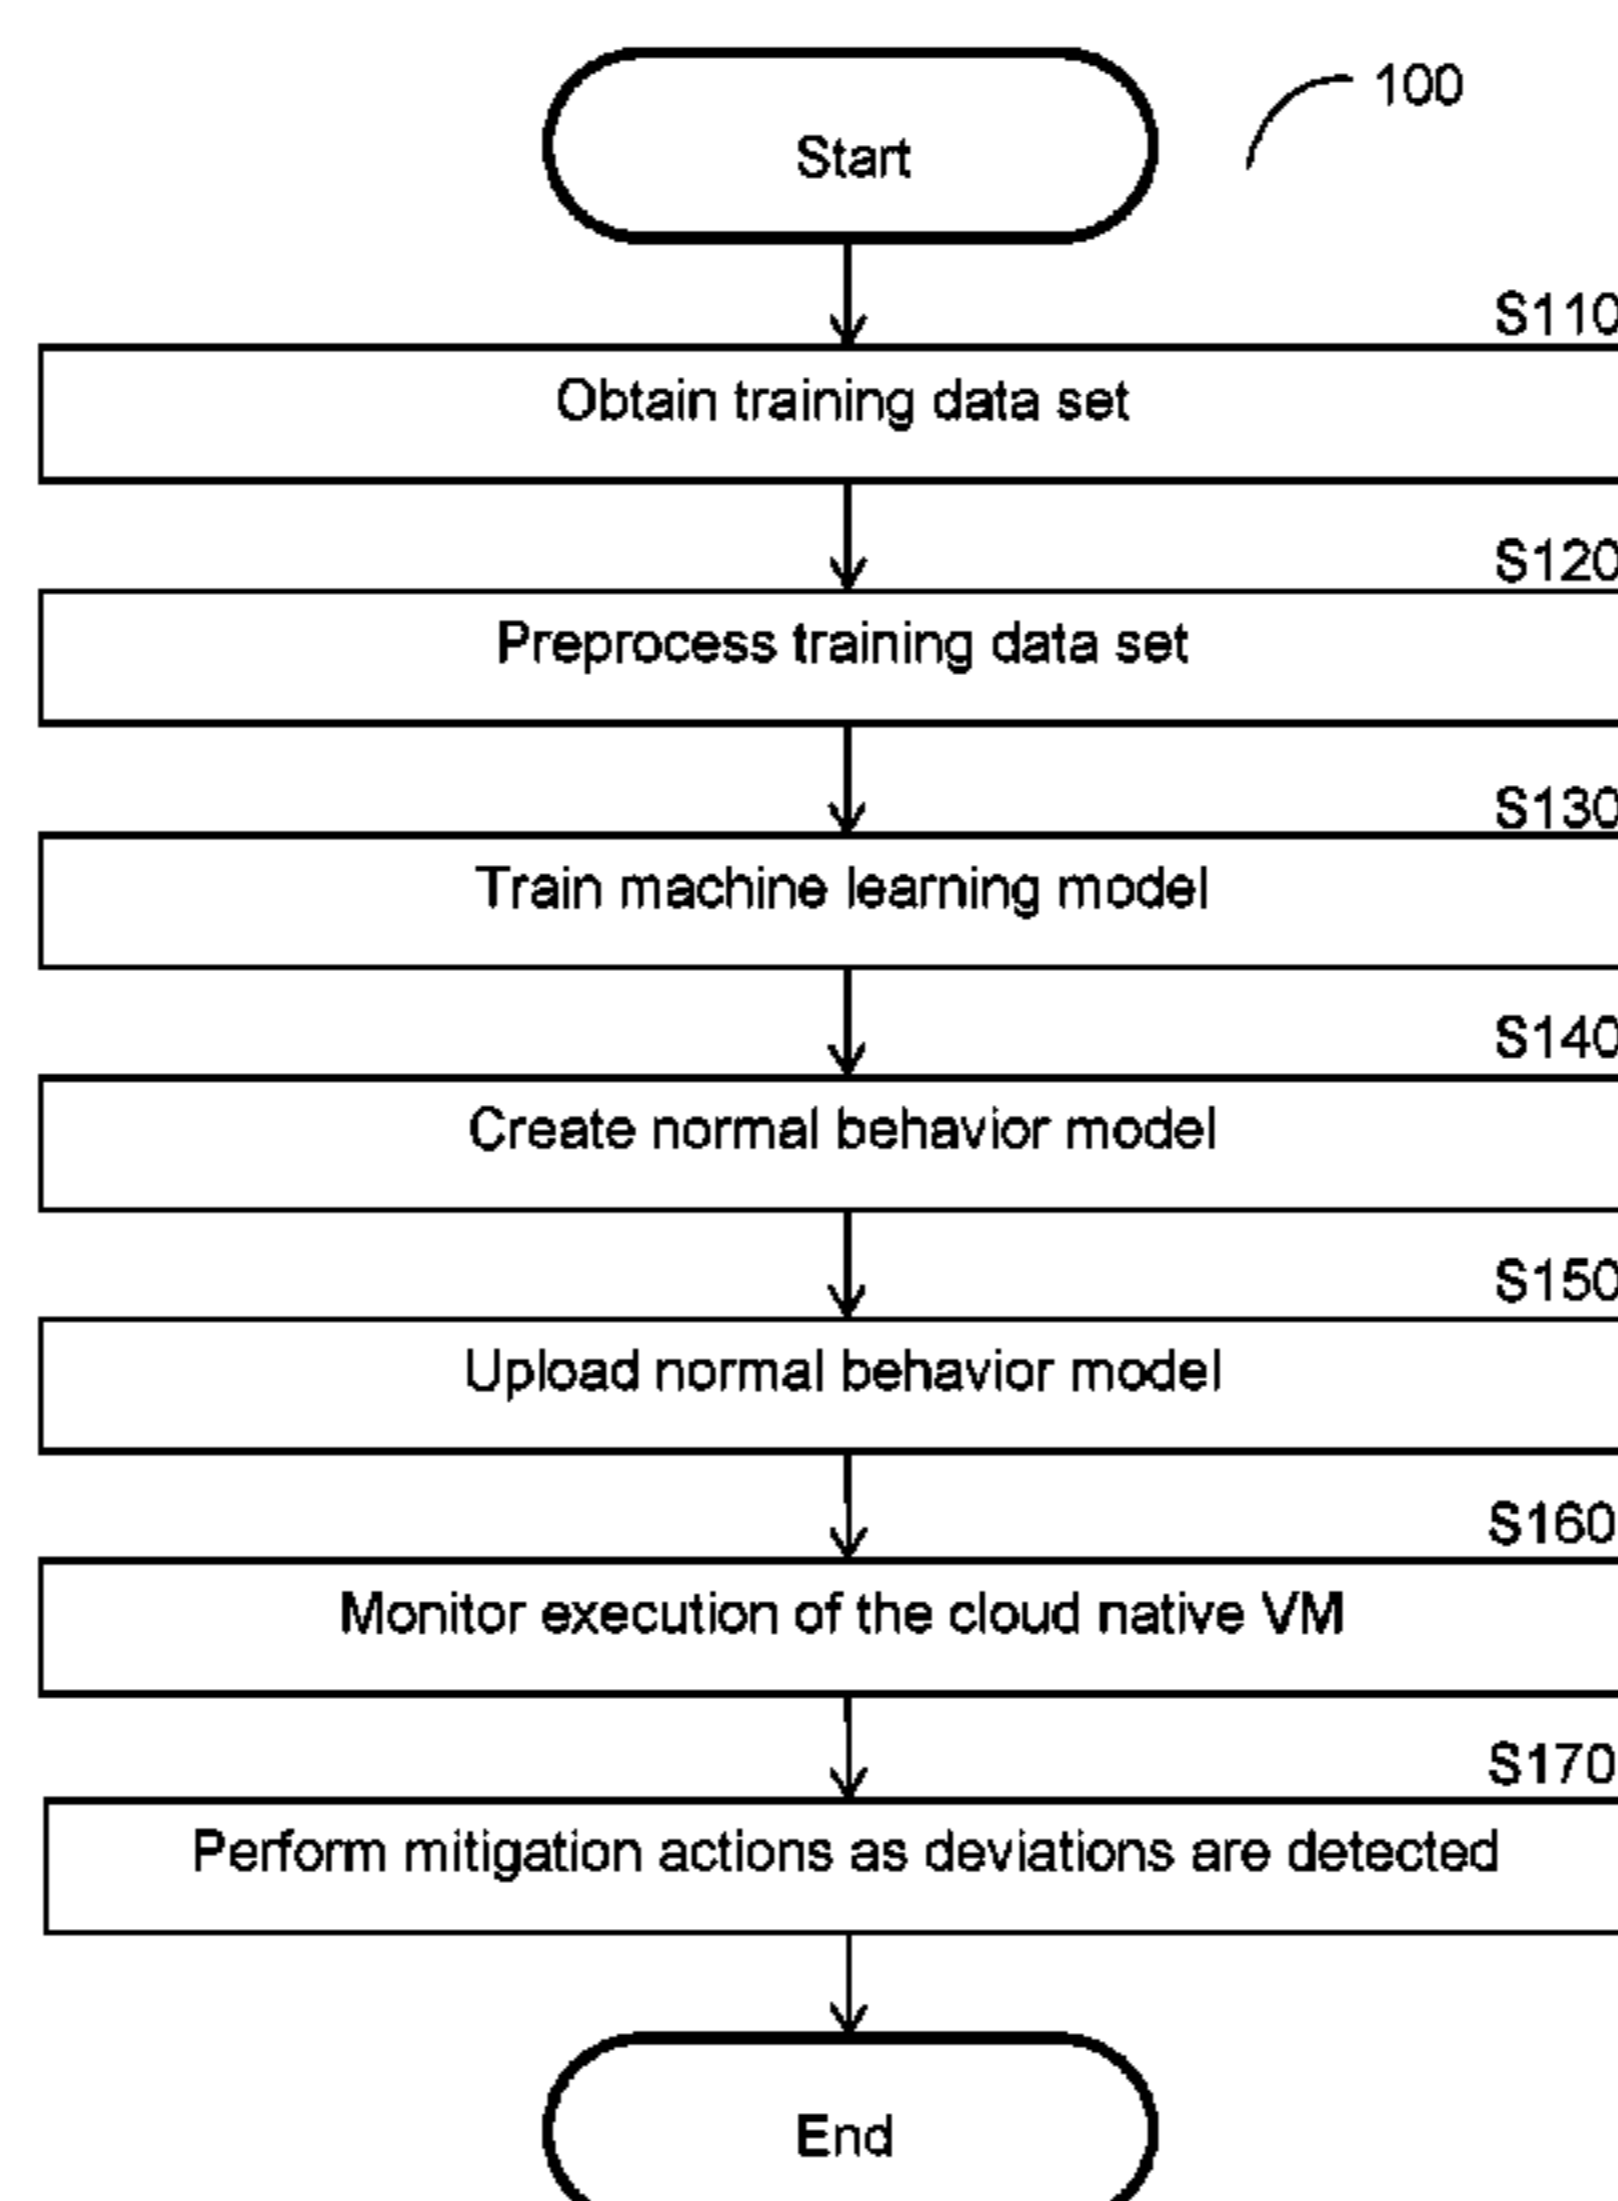 100
Start
S110
Obtain training data set
S120
Preprocess training data set
S130
Train machine learning model
S140
Create normal behavior model
S150
Upload normal behavior model
S160
Monitor execution of the cloud native VM
S170
Perform mitigation actions as deviations are detected
End